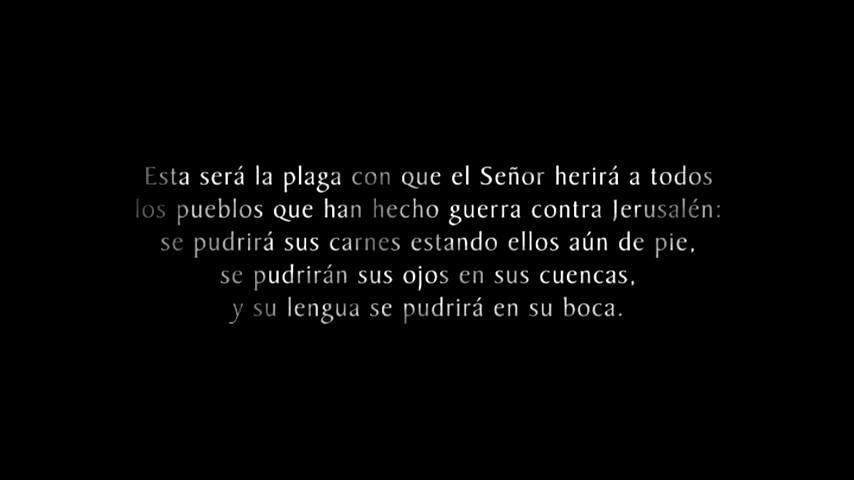 Esta será la plaga con que el Señor herirá a todos
los pueblos que han hecho guerra contra Jerusalén:
se pudrirá sus carnes estando ellos aún de pie,
se pudrirán sus ojos en sus cuencas,
y su lengua se pudrirá en su boca.